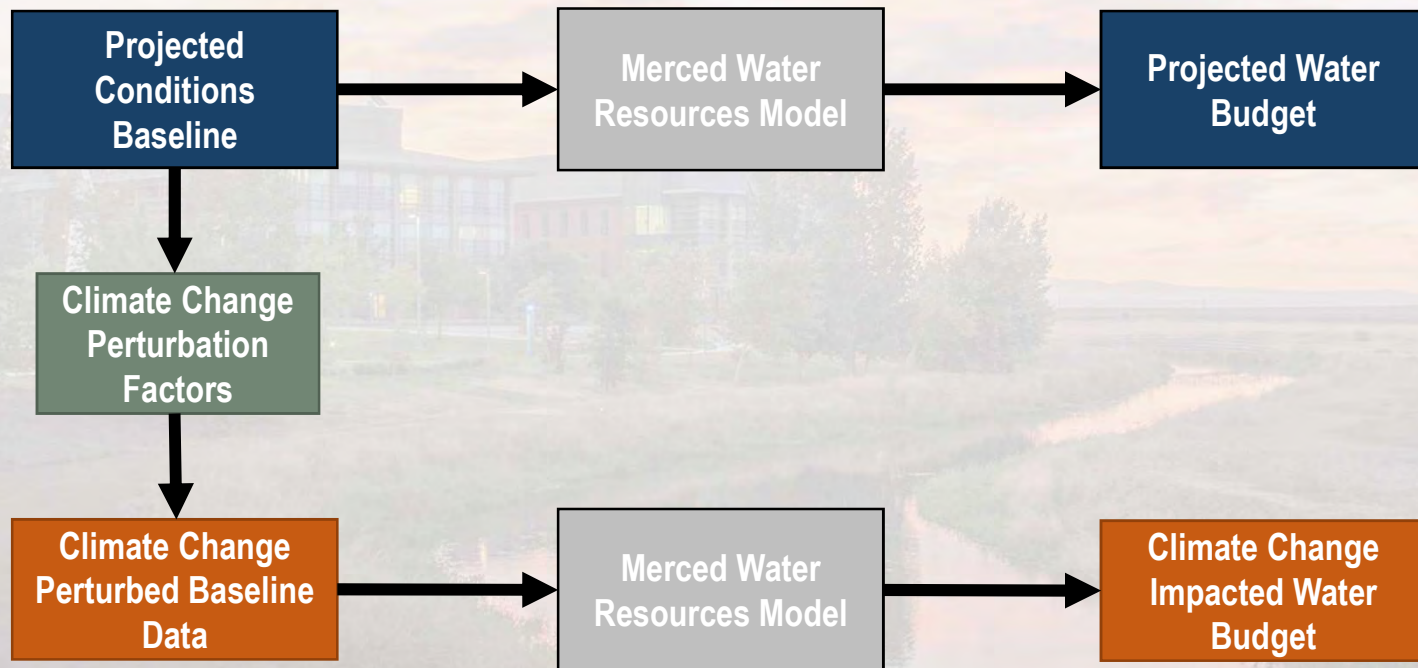 Projected
Conditions
Baseline
Merced Water
Resources Model
Projected Water
Budget
Climate Change
Perturbation
Factors
Climate Change
Perturbed Baseline
Data
Merced Water
Resources Model
Climate Change
Impacted Water
Budget